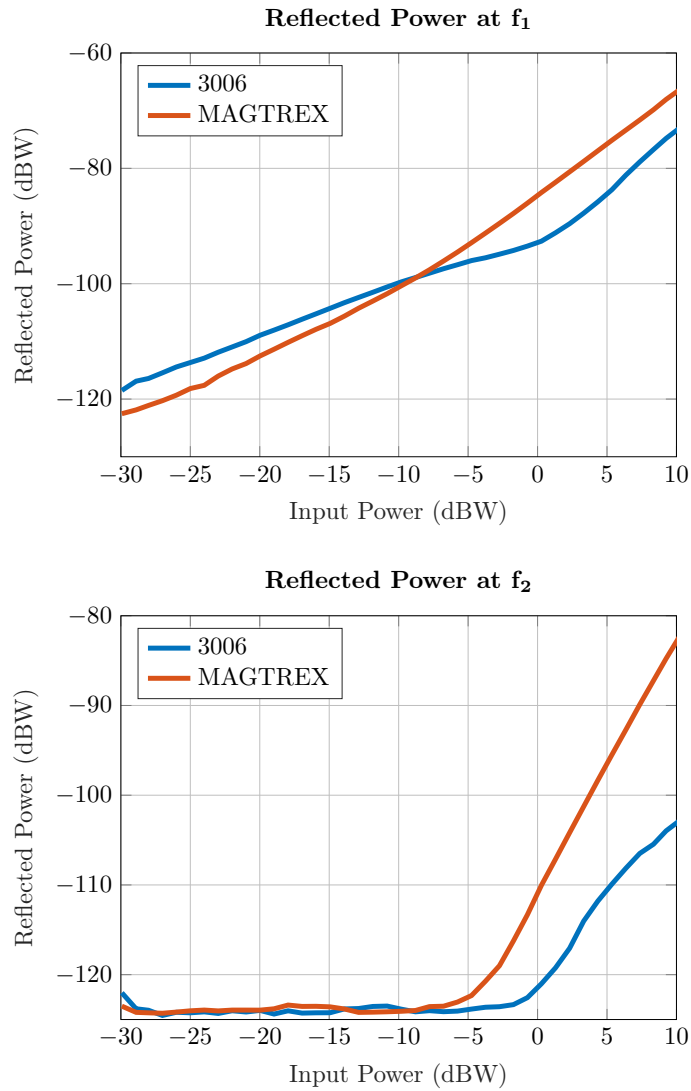 Reflected Power at f₁
−60
−80
−100
−120
Reflected Power (dBW)
3006
MAGTREX
−30 −25 −20 −15 −10 −5 0 5 10
Input Power (dBW)
Reflected Power at f₂
−80
−90
−100
−110
−120
Reflected Power (dBW)
3006
MAGTREX
−30 −25 −20 −15 −10 −5 0 5 10
Input Power (dBW)